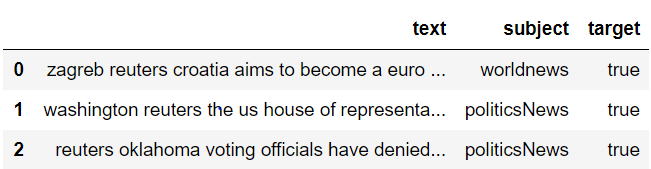 text subject target
0 zagreb reuters croatia aims to become a euro ... worldnews true
1 washington reuters the us house of representa... politicsNews true
2 reuters oklahoma voting officials have denied... politicsNews true